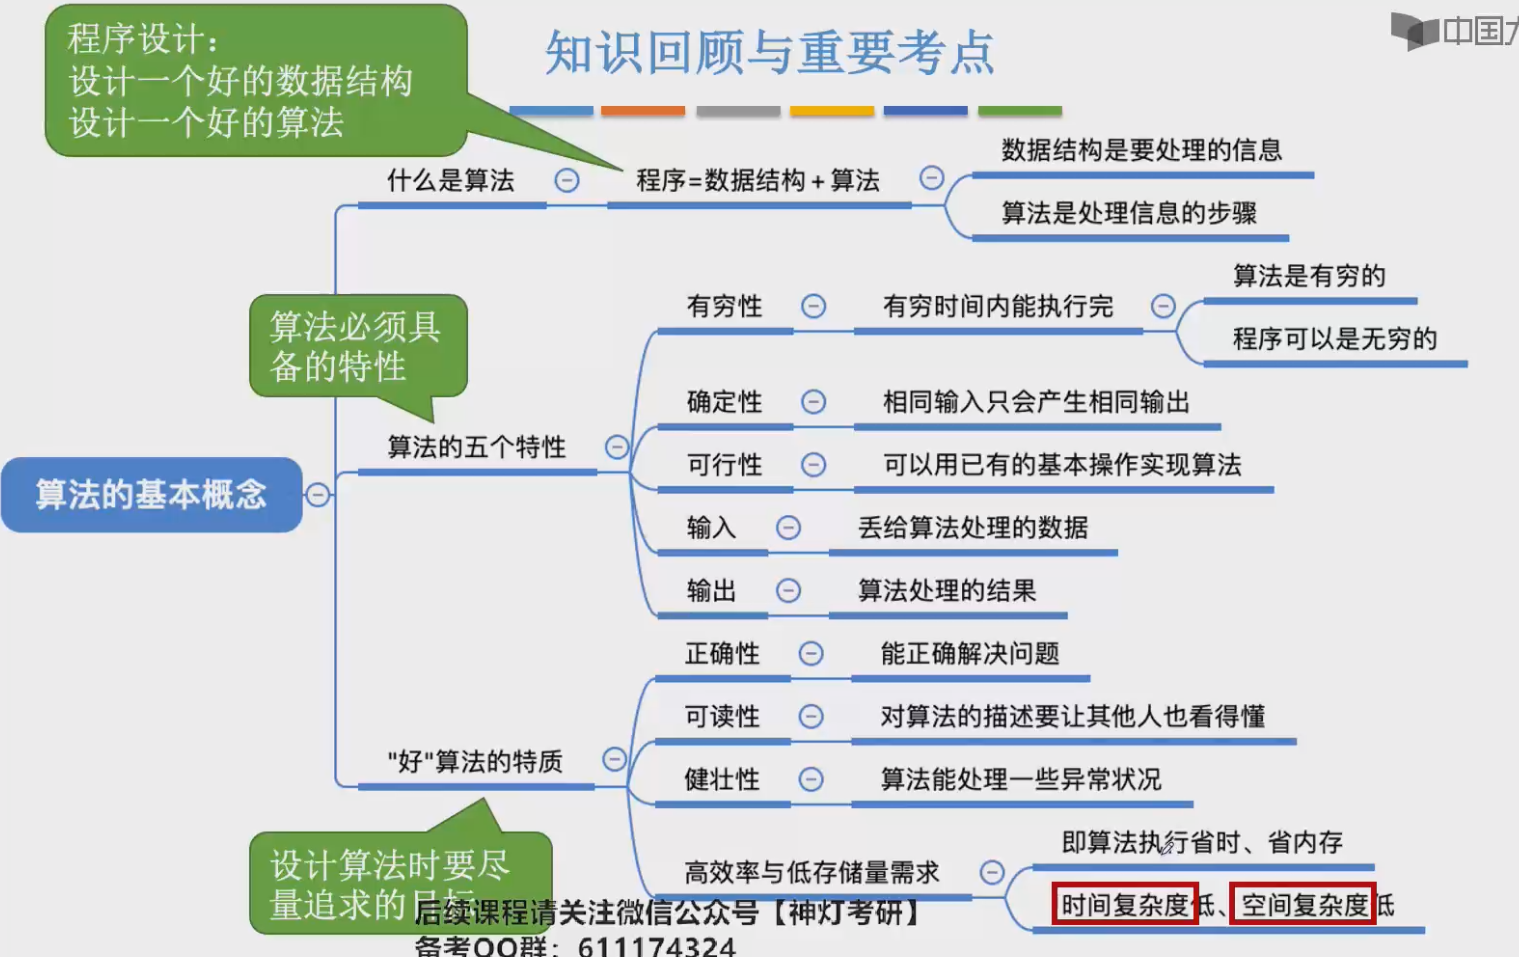 程序设计：
设计一个好的数据结构
设计一个好的算法
知识回顾与重要考点
中国
什么是算法
程序=数据结构+算法
数据结构是要处理的信息
算法是处理信息的步骤
算法必须具
备的特性
算法的基本概念
算法的五个特性
有穷性
有穷时间内能执行完
算法是有穷的
程序可以是无穷的
确定性
相同输入只会产生相同输出
可行性
可以用已有的基本操作实现算法
输入
丢给算法处理的数据
输出
算法处理的结果
"好"算法的特质
正确性
能正确解决问题
可读性
对算法的描述要让其他人也看得懂
健壮性
算法能处理一些异常状况
高效率与低存储量需求
即算法执行省时、省内存
时间复杂度低、空间复杂度低
设计算法时要尽
量追求的目标
后续课程请关注微信公众号【神灯考研】
备考QQ群：611174324